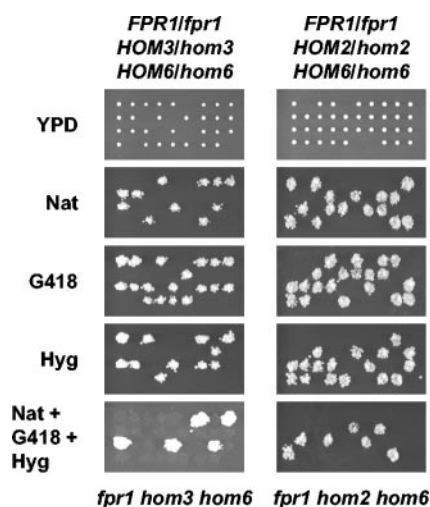 FPR1/fpr1 FPR1/fpr1
HOM3/hom3 HOM2/hom2
HOM6/hom6 HOM6/hom6
YPD
Nat
G418
Hyg
Nat +
G418 +
Hyg
fpr1 hom3 hom6 fpr1 hom2 hom6